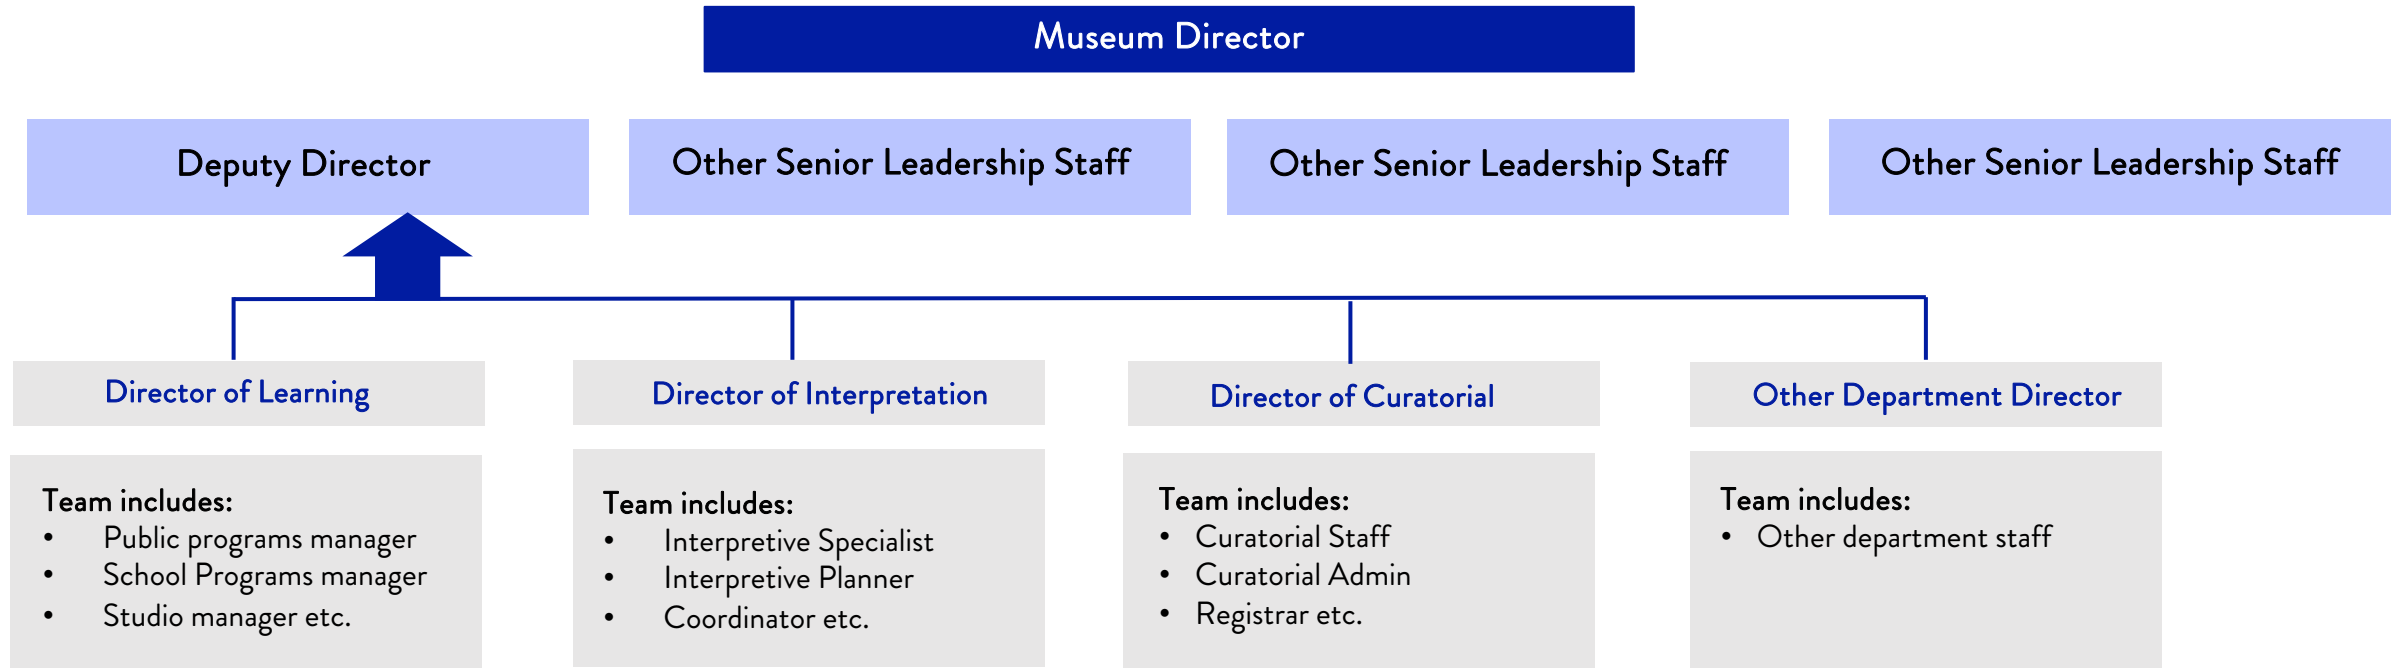 Museum Director
Deputy Director
Other Senior Leadership Staff
Other Senior Leadership Staff
Other Senior Leadership Staff
Director of Learning
Director of Interpretation
Director of Curatorial
Other Department Director
Team includes:
• Public programs manager
• School Programs manager
• Studio manager etc.
Team includes:
• Interpretive Specialist
• Interpretive Planner
• Coordinator etc.
Team includes:
• Curatorial Staff
• Curatorial Admin
• Registrar etc.
Team includes:
• Other department staff